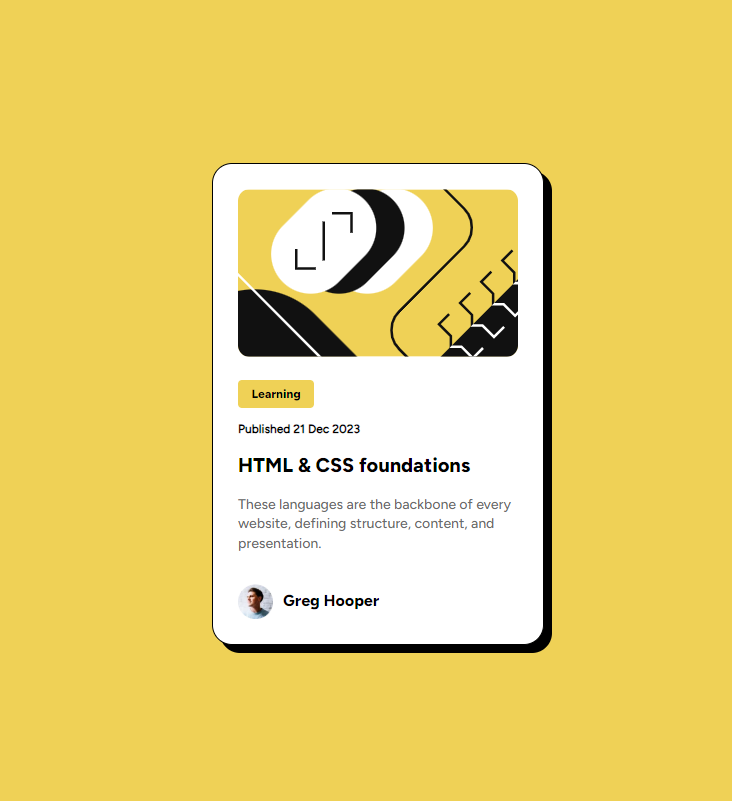 Learning
Published 21 Dec 2023
HTML & CSS foundations
These languages are the backbone of every
website, defining structure, content, and
presentation.
Greg Hooper